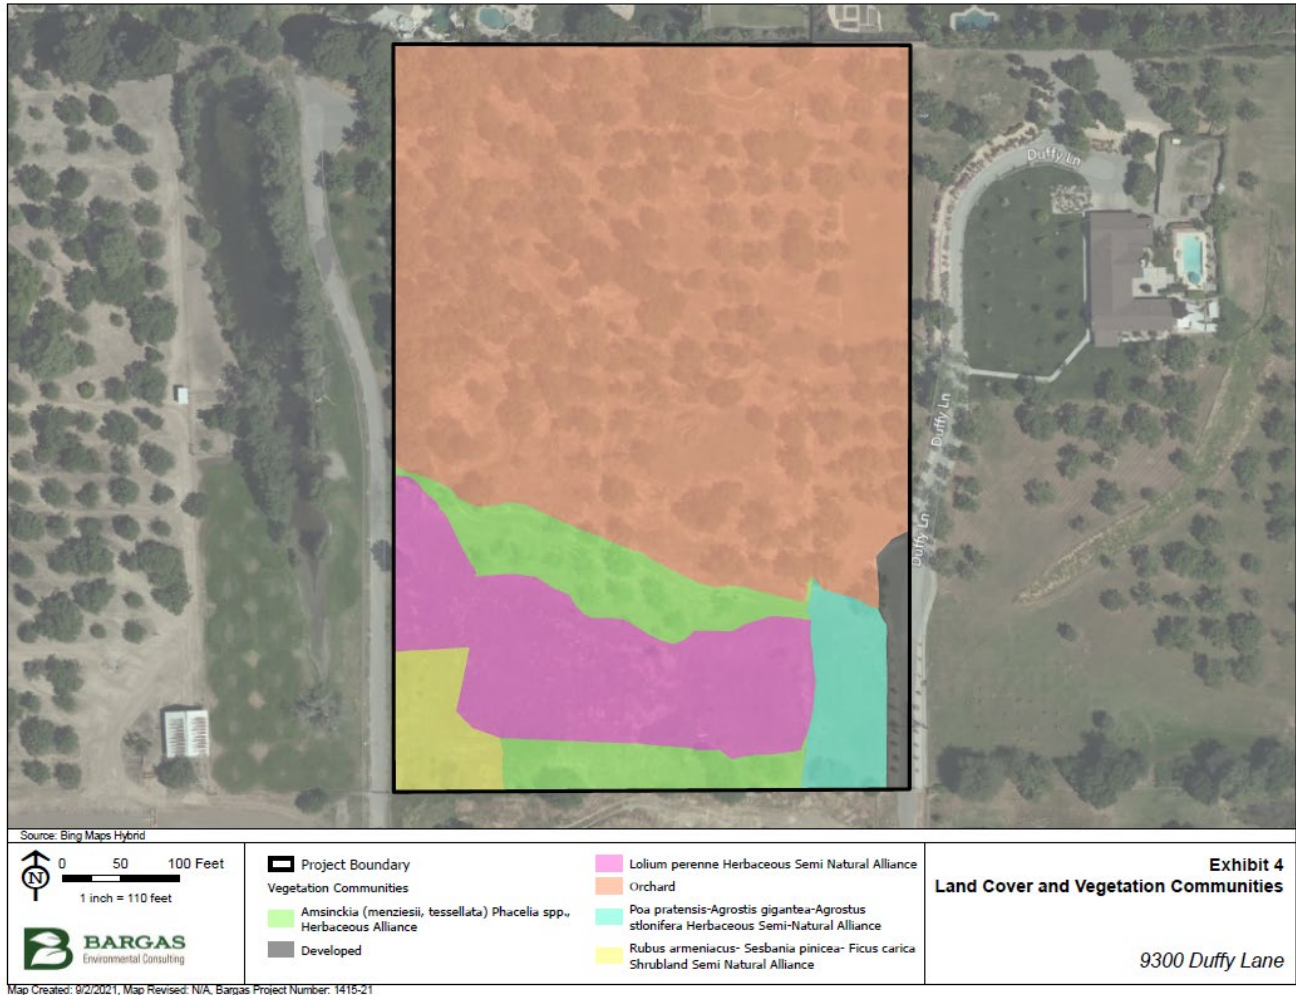 Duffy Ln
Duffy Ln
Duffy Ln
Source: Bing Maps Hybrid
0 50 100 Feet
N
1 inch = 110 feet
BARGAS
Environmental Consulting
Project Boundary
Vegetation Communities
Amsinckia (menziesii, tessellata) Phacelia spp.,
Herbaceous Alliance
Developed
Lolium perenne Herbaceous Semi Natural Alliance
Orchard
Poa pratensis-Agrostis gigantea-Agrostus
stlonifera Herbaceous Semi-Natural Alliance
Rubus armeniacus- Sesbania pinicea- Ficus carica
Shrubland Semi Natural Alliance
Exhibit 4
Land Cover and Vegetation Communities
9300 Duffy Lane
Map Created: 9/2/2021, Map Revised: N/A, Bargas Project Number: 1415-21